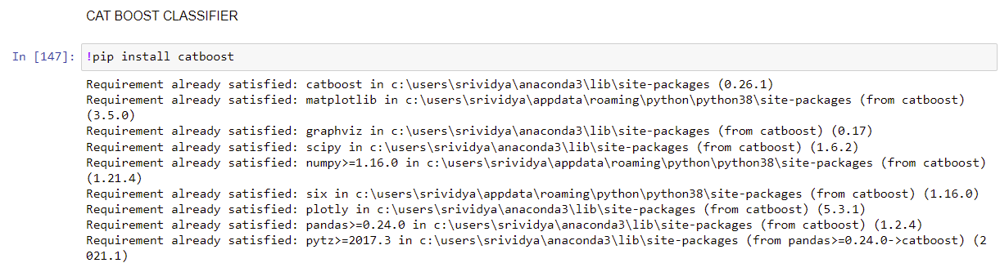 CAT BOOST CLASSIFIER
In [147]: !pip install catboost
Requirement already satisfied: catboost in c:\users\srividya\anaconda3\lib\site-packages (0.26.1)
Requirement already satisfied: matplotlib in c:\users\srividya\appdata\roaming\python\python38\site-packages (from catboost)
(3.5.0)
Requirement already satisfied: graphviz in c:\users\srividya\anaconda3\lib\site-packages (from catboost) (0.17)
Requirement already satisfied: scipy in c:\users\srividya\anaconda3\lib\site-packages (from catboost) (1.6.2)
Requirement already satisfied: numpy>=1.16.0 in c:\users\srividya\appdata\roaming\python\python38\site-packages (from catboost)
(1.21.4)
Requirement already satisfied: six in c:\users\srividya\appdata\roaming\python\python38\site-packages (from catboost) (1.16.0)
Requirement already satisfied: plotly in c:\users\srividya\anaconda3\lib\site-packages (from catboost) (5.3.1)
Requirement already satisfied: pandas>=0.24.0 in c:\users\srividya\anaconda3\lib\site-packages (from catboost) (1.2.4)
Requirement already satisfied: pytz>=2017.3 in c:\users\srividya\anaconda3\lib\site-packages (from pandas>=0.24.0->catboost) (2
021.1)